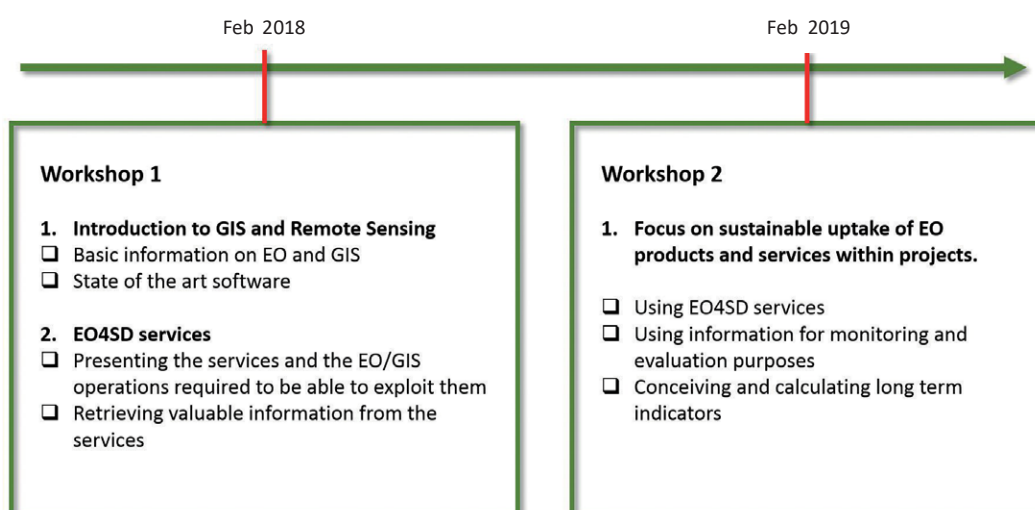 Feb 2018
Feb 2019
Workshop 1
1. Introduction to GIS and Remote Sensing
❑ Basic information on EO and GIS
❑ State of the art software
2. EO4SD services
❑ Presenting the services and the EO/GIS
operations required to be able to exploit them
❑ Retrieving valuable information from the
services
Workshop 2
1. Focus on sustainable uptake of EO
products and services within projects.
❑ Using EO4SD services
❑ Using information for monitoring and
evaluation purposes
❑ Conceiving and calculating long term
indicators